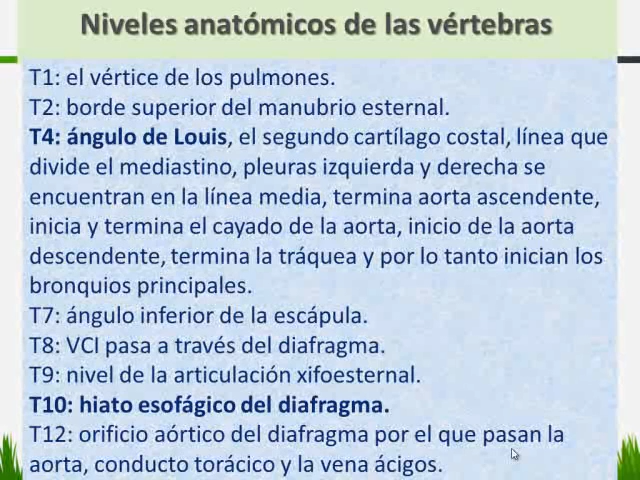 Niveles anatómicos de las vértebras
T1: el vértice de los pulmones.
T2: borde superior del manubrio esternal.
T4: ángulo de Louis, el segundo cartílago costal, línea que
divide el mediastino, pleuras izquierda y derecha se
encuentran en la línea media, termina aorta ascendente,
inicia y termina el cayado de la aorta, inicio de la aorta
descendente, termina la tráquea y por lo tanto inician los
bronquios principales.
T7: ángulo inferior de la escápula.
T8: VCI pasa a través del diafragma.
T9: nivel de la articulación xifoesternal.
T10: hiato esofágico del diafragma.
T12: orificio aórtico del diafragma por el que pasan la
aorta, conducto torácico y la vena ácigos.